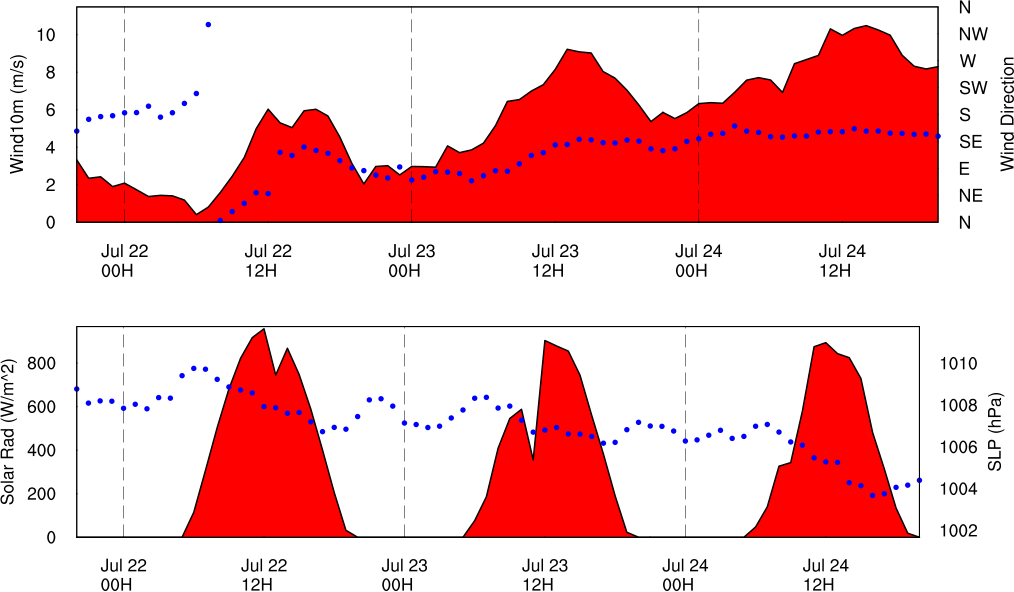 Wind10m (m/s)
10
8
6
4
2
0
N
NW
W
SW
S
SE
E
NE
N
Wind Direction
Jul 22 Jul 22 Jul 23 Jul 23 Jul 24 Jul 24
00H 12H 00H 12H 00H 12H
Solar Rad (W/m^2)
800
600
400
200
0
1010
1008
1006
1004
1002
SLP (hPa)
Jul 22 Jul 22 Jul 23 Jul 23 Jul 24 Jul 24
00H 12H 00H 12H 00H 12H